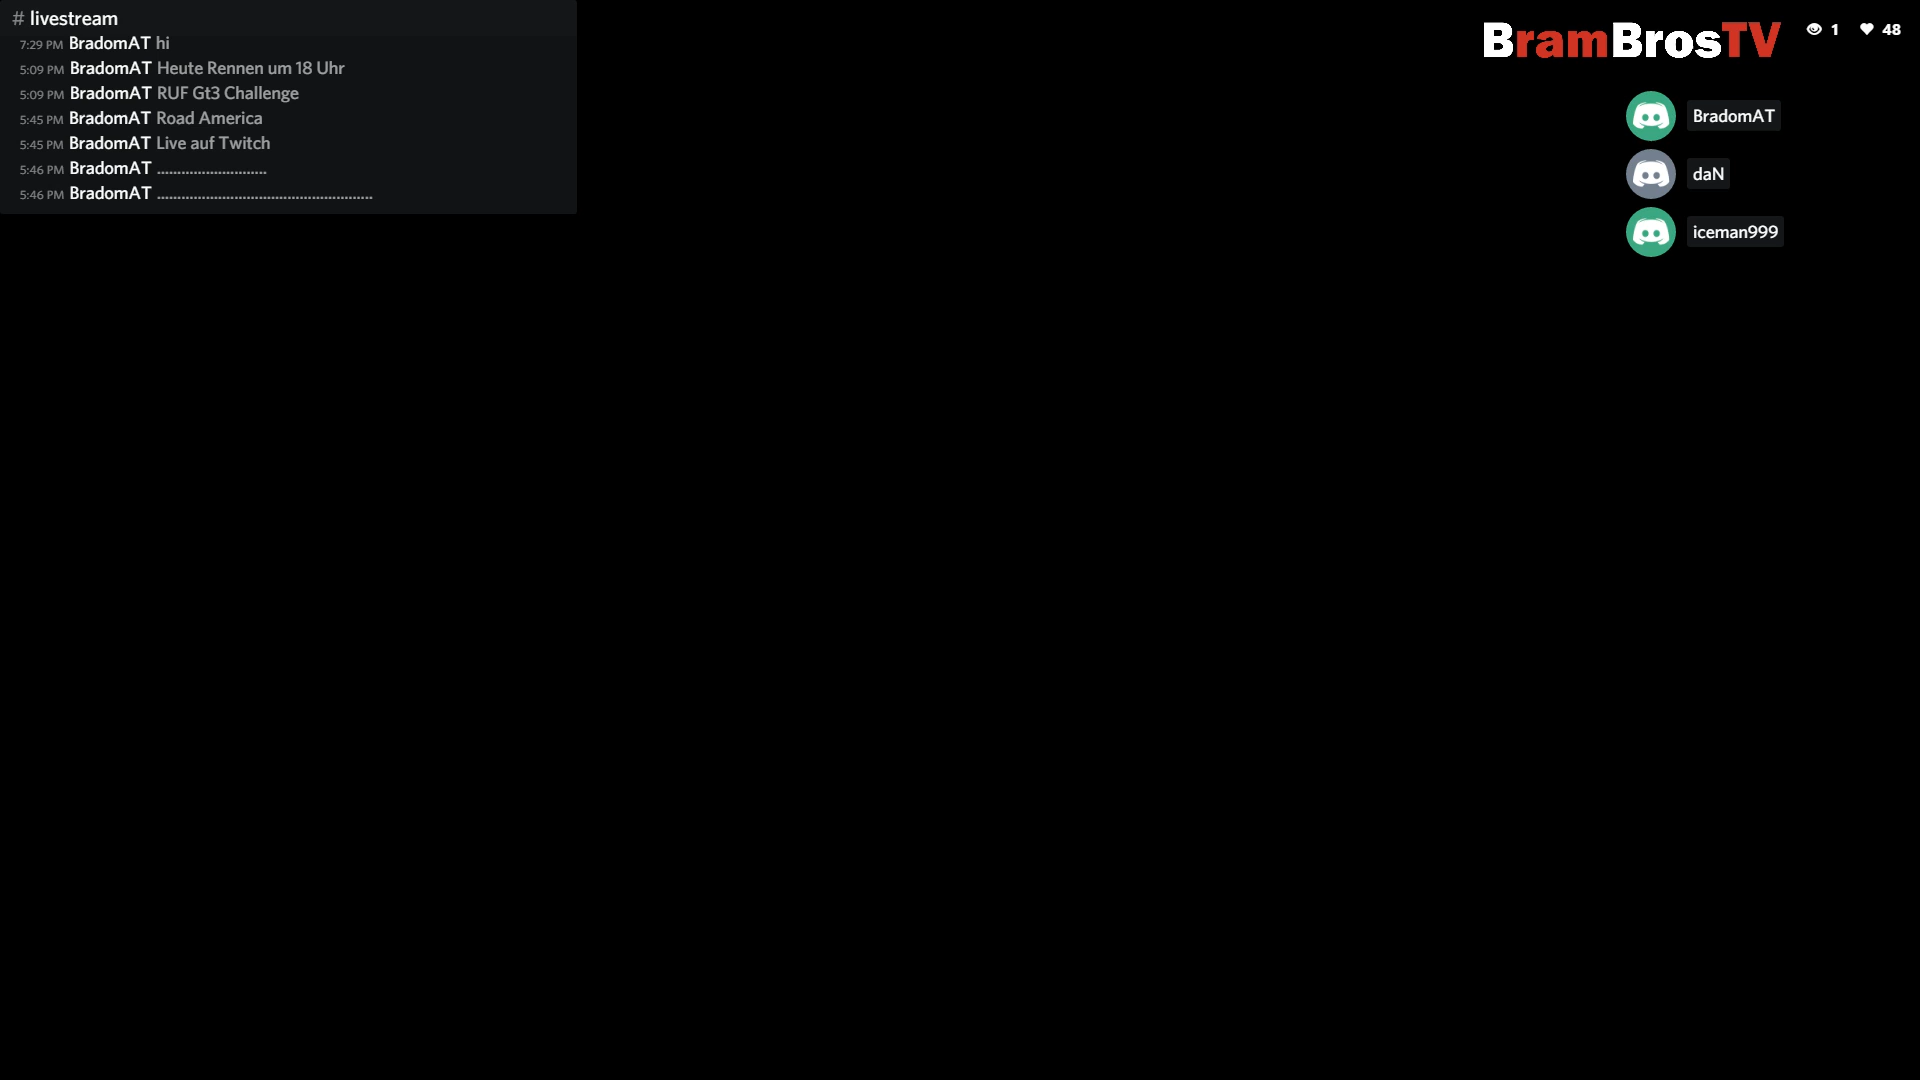 # livestream
7:29 PM BradomAT hi
5:09 PM BradomAT Heute Rennen um 18 Uhr
5:09 PM BradomAT RUF Gt3 Challenge
5:45 PM BradomAT Road America
5:45 PM BradomAT Live auf Twitch
5:46 PM BradomAT ...........................
5:46 PM BradomAT .....................................................
BramBrosTV
1 48
BradomAT
daN
iceman999